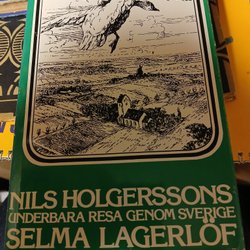 NILS HOLGERSSONS
UNDERBARA RESA GENOM SVERIGE
SELMA LAGERLÖF